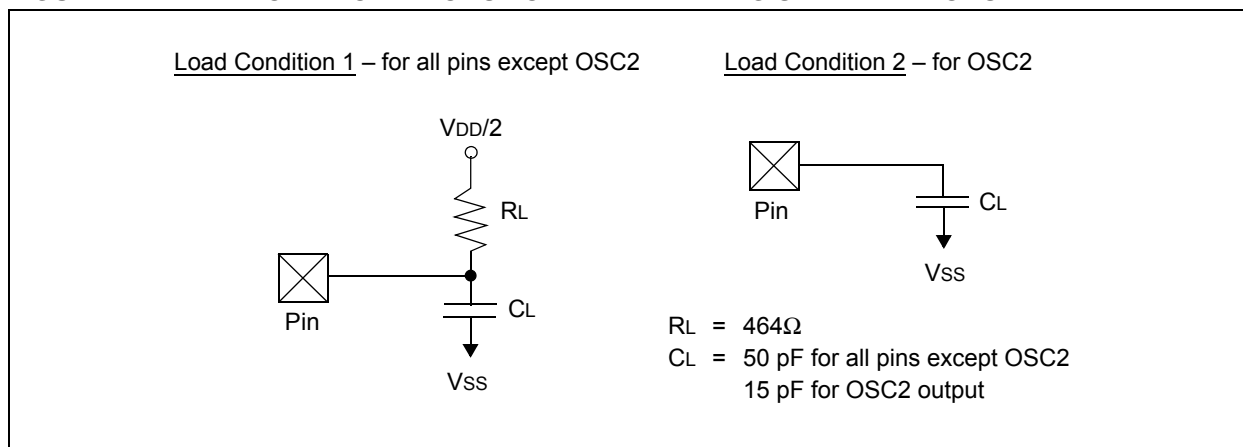 Load Condition 1 – for all pins except OSC2
Load Condition 2 – for OSC2
VDD/2
RL
Pin
CL
VSS
Pin
CL
VSS
RL = 464Ω
CL = 50 pF for all pins except OSC2
15 pF for OSC2 output